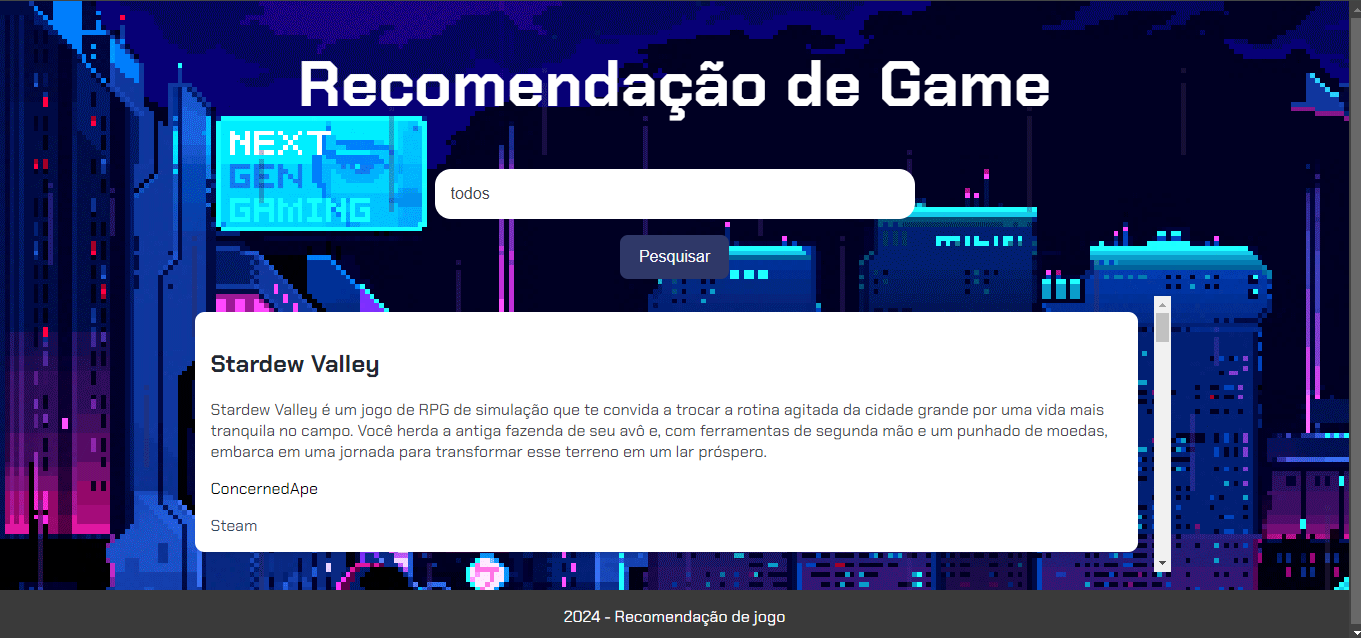 Recomendação de Game
NEXT
GEN
GAMING
todos
Pesquisar
Stardew Valley
Stardew Valley é um jogo de RPG de simulação que te convida a trocar a rotina agitada da cidade grande por uma vida mais
tranquila no campo. Você herda a antiga fazenda de seu avô e, com ferramentas de segunda mão e um punhado de moedas,
embarca em uma jornada para transformar esse terreno em um lar próspero.
ConcernedApe
Steam
2024 - Recomendação de jogo